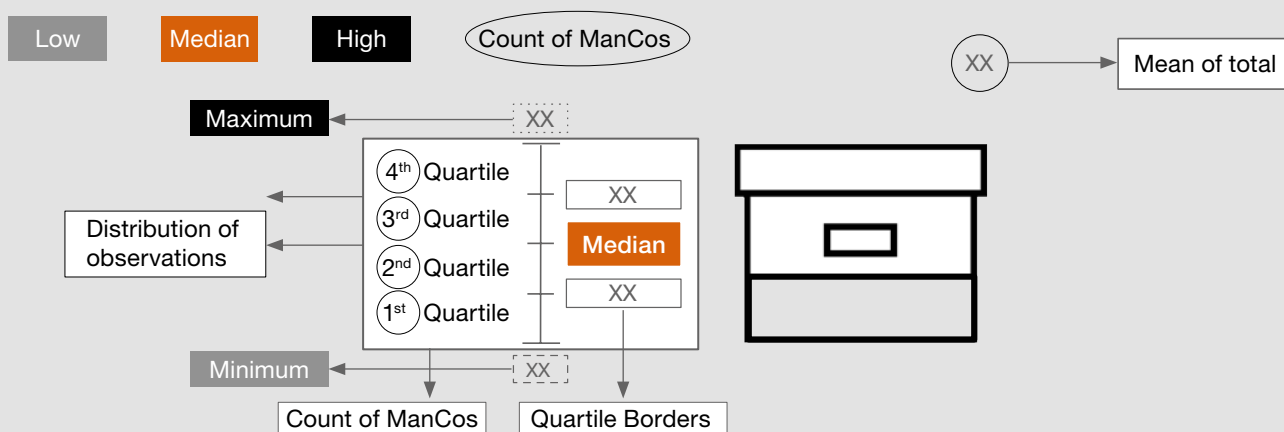 Low
Median
High
Count of ManCos
XX
Mean of total
Maximum
XX
4th Quartile
XX
3rd Quartile
Distribution of
observations
Median
2nd Quartile
XX
1st Quartile
Minimum
XX
Count of ManCos
Quartile Borders